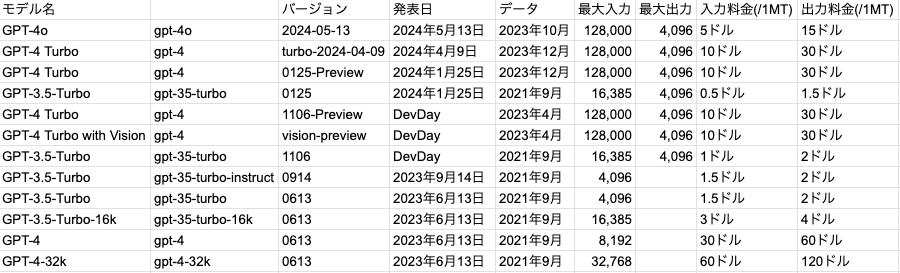 モデル名 バージョン 発表日 データ 最大入力 最大出力 入力料金(/1MT) 出力料金(/1MT)
GPT-4o gpt-4o 2024-05-13 2024年5月13日 2023年10月 128,000 4,096 5ドル 15ドル
GPT-4 Turbo gpt-4 turbo-2024-04-09 2024年4月9日 2023年12月 128,000 4,096 10ドル 30ドル
GPT-4 Turbo gpt-4 0125-Preview 2024年1月25日 2023年12月 128,000 4,096 10ドル 30ドル
GPT-3.5-Turbo gpt-35-turbo 0125 2024年1月25日 2021年9月 16,385 4,096 0.5ドル 1.5ドル
GPT-4 Turbo gpt-4 1106-Preview DevDay 2023年4月 128,000 4,096 10ドル 30ドル
GPT-4 Turbo with Vision gpt-4 vision-preview DevDay 2023年4月 128,000 4,096 10ドル 30ドル
GPT-3.5-Turbo gpt-35-turbo 1106 DevDay 2021年9月 16,385 4,096 1ドル 2ドル
GPT-3.5-Turbo gpt-35-turbo-instruct 0914 2023年9月14日 2021年9月 4,096 1.5ドル 2ドル
GPT-3.5-Turbo gpt-35-turbo 0613 2023年6月13日 2021年9月 4,096 1.5ドル 2ドル
GPT-3.5-Turbo-16k gpt-35-turbo-16k 0613 2023年6月13日 2021年9月 16,385 3ドル 4ドル
GPT-4 gpt-4 0613 2023年6月13日 2021年9月 8,192 30ドル 60ドル
GPT-4-32k gpt-4-32k 0613 2023年6月13日 2021年9月 32,768 60ドル 120ドル